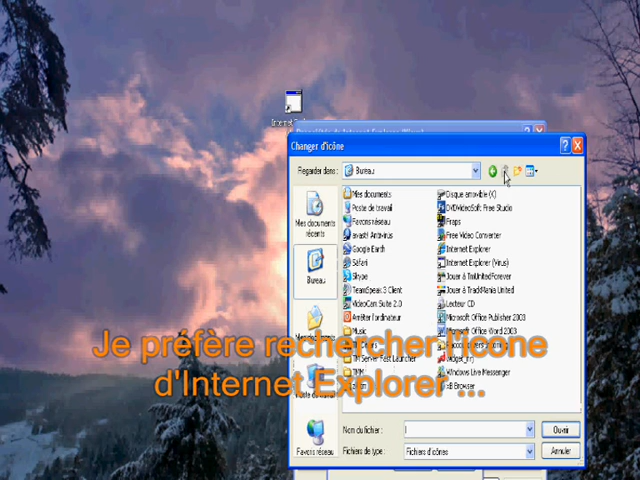 Changer d'icône
Regarder dans:
Bureau
Mes documents
récents
Bureau
Favoris réseau
Mes documents
Poste de travail
Favoris réseau
avast! Antivirus
Google Earth
Safari
Skype
TeamSpeak 3 Client
VideoCam Suite 2.0
Arrêter l'ordinateur
Music
TM Server Fast Launcher
Disque amovible (X)
DVDVideoSoft Free Studio
Fraps
Free Video Converter
Internet Explorer
Internet Explorer (Virus)
Jouer à TmUnitedForever
Jouer à TrackMania United
Lecteur CD
Microsoft Office Publisher 2003
Microsoft Office Word 2003
Windows Live Messenger
Je préfère rechercher l'icone
d'Internet Explorer ...
Nom du fichier:
Ouvrir
Fichiers de type:
Fichiers d'icônes
Annuler